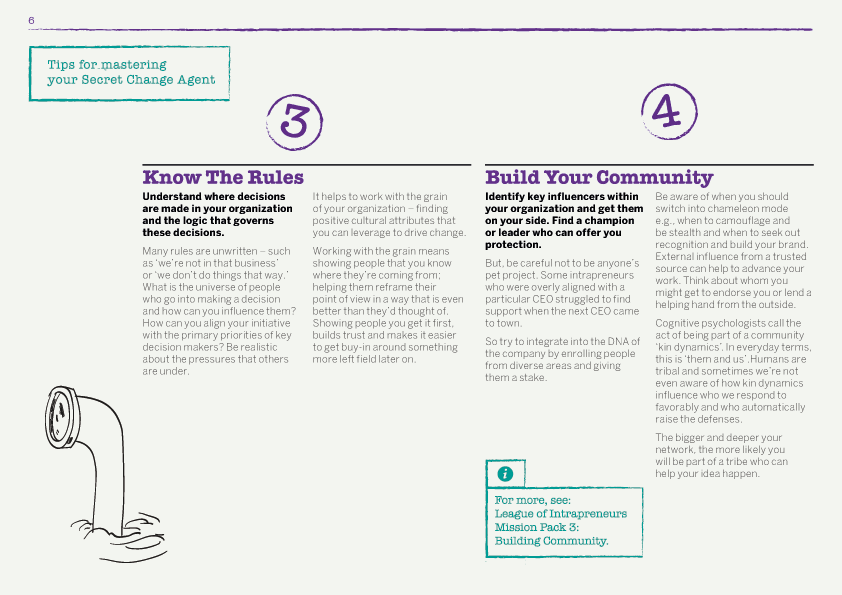 6
Tips for mastering
your Secret Change Agent
3
Know The Rules
Understand where decisions
are made in your organization
and the logic that governs
these decisions.
Many rules are unwritten – such
as ‘we’re not in that business’
or ‘we don’t do things that way.’
What is the universe of people
who go into making a decision
and how can you influence them?
How can you align your initiative
with the primary priorities of key
decision makers? Be realistic
about the pressures that others
are under.
It helps to work with the grain
of your organization – finding
positive cultural attributes that
you can leverage to drive change.
Working with the grain means
showing people that you know
where they’re coming from;
helping them reframe their
point of view in a way that is even
better than they’d thought of.
Showing people you get it first,
builds trust and makes it easier
to get buy-in around something
more left field later on.
4
Build Your Community
Identify key influencers within
your organization and get them
on your side. Find a champion
or leader who can offer you
protection.
But, be careful not to be anyone’s
pet project. Some intrapreneurs
who were overly aligned with a
particular CEO struggled to find
support when the next CEO came
to town.
So try to integrate into the DNA of
the company by enrolling people
from diverse areas and giving
them a stake.
Be aware of when you should
switch into chameleon mode
e.g., when to camouflage and
be stealth and when to seek out
recognition and build your brand.
External influence from a trusted
source can help to advance your
work. Think about whom you
might get to endorse you or lend a
helping hand from the outside.
Cognitive psychologists call the
act of being part of a community
‘kin dynamics’. In everyday terms,
this is ‘them and us’.Humans are
tribal and sometimes we’re not
even aware of how kin dynamics
influence who we respond to
favorably and who automatically
raise the defenses.
The bigger and deeper your
network, the more likely you
will be part of a tribe who can
help your idea happen.
i
For more, see:
League of Intrapreneurs
Mission Pack 3:
Building Community.